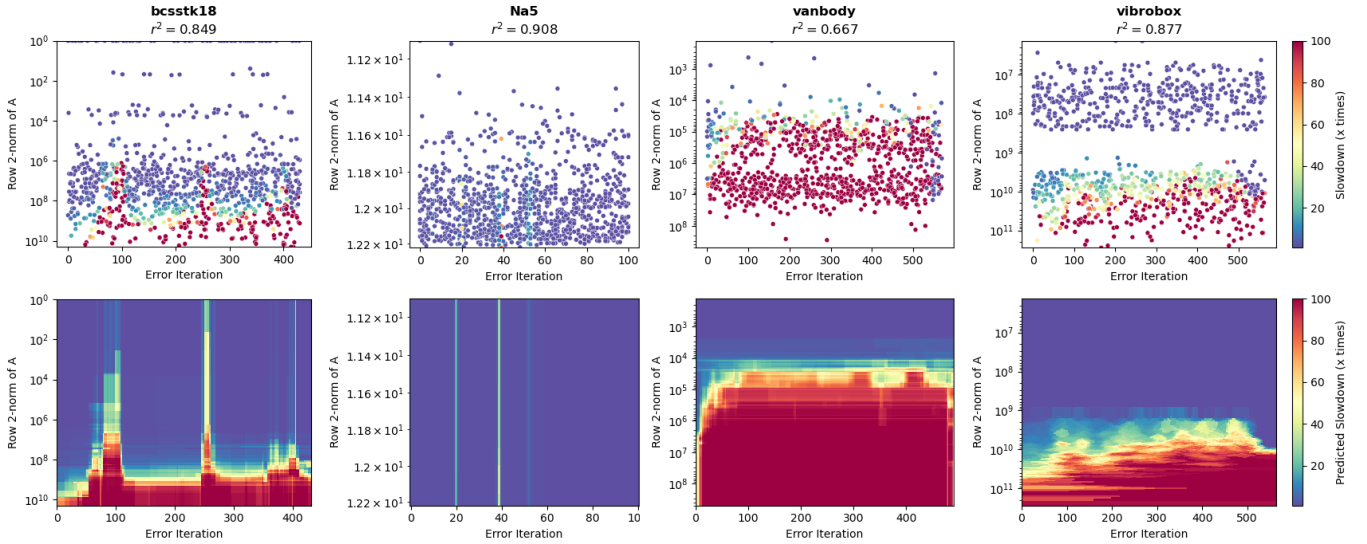 bcsstk18
r² = 0.849
Na5
r² = 0.908
vanbody
r² = 0.667
vibrobox
r² = 0.877
Row 2-norm of A
10⁰
10²
10⁴
10⁶
10⁸
10¹⁰
0 100 200 300 400
Error Iteration
Row 2-norm of A
1.12 × 10¹
1.14 × 10¹
1.16 × 10¹
1.18 × 10¹
1.2 × 10¹
1.22 × 10¹
0 20 40 60 80 100
Error Iteration
Row 2-norm of A
10³
10⁴
10⁵
10⁶
10⁷
10⁸
0 100 200 300 400 500
Error Iteration
Row 2-norm of A
10⁷
10⁸
10⁹
10¹⁰
10¹¹
0 100 200 300 400 500
Error Iteration
100
80
60
40
20
Slowdown (x times)
Row 2-norm of A
10⁰
10²
10⁴
10⁶
10⁸
10¹⁰
0 100 200 300 400
Error Iteration
Row 2-norm of A
1.12 × 10¹
1.14 × 10¹
1.16 × 10¹
1.18 × 10¹
1.2 × 10¹
1.22 × 10¹
0 20 40 60 80 100
Error Iteration
Row 2-norm of A
10³
10⁴
10⁵
10⁶
10⁷
10⁸
0 100 200 300 400
Error Iteration
Row 2-norm of A
10⁷
10⁸
10⁹
10¹⁰
10¹¹
0 100 200 300 400 500
Error Iteration
100
80
60
40
20
Predicted Slowdown (x times)